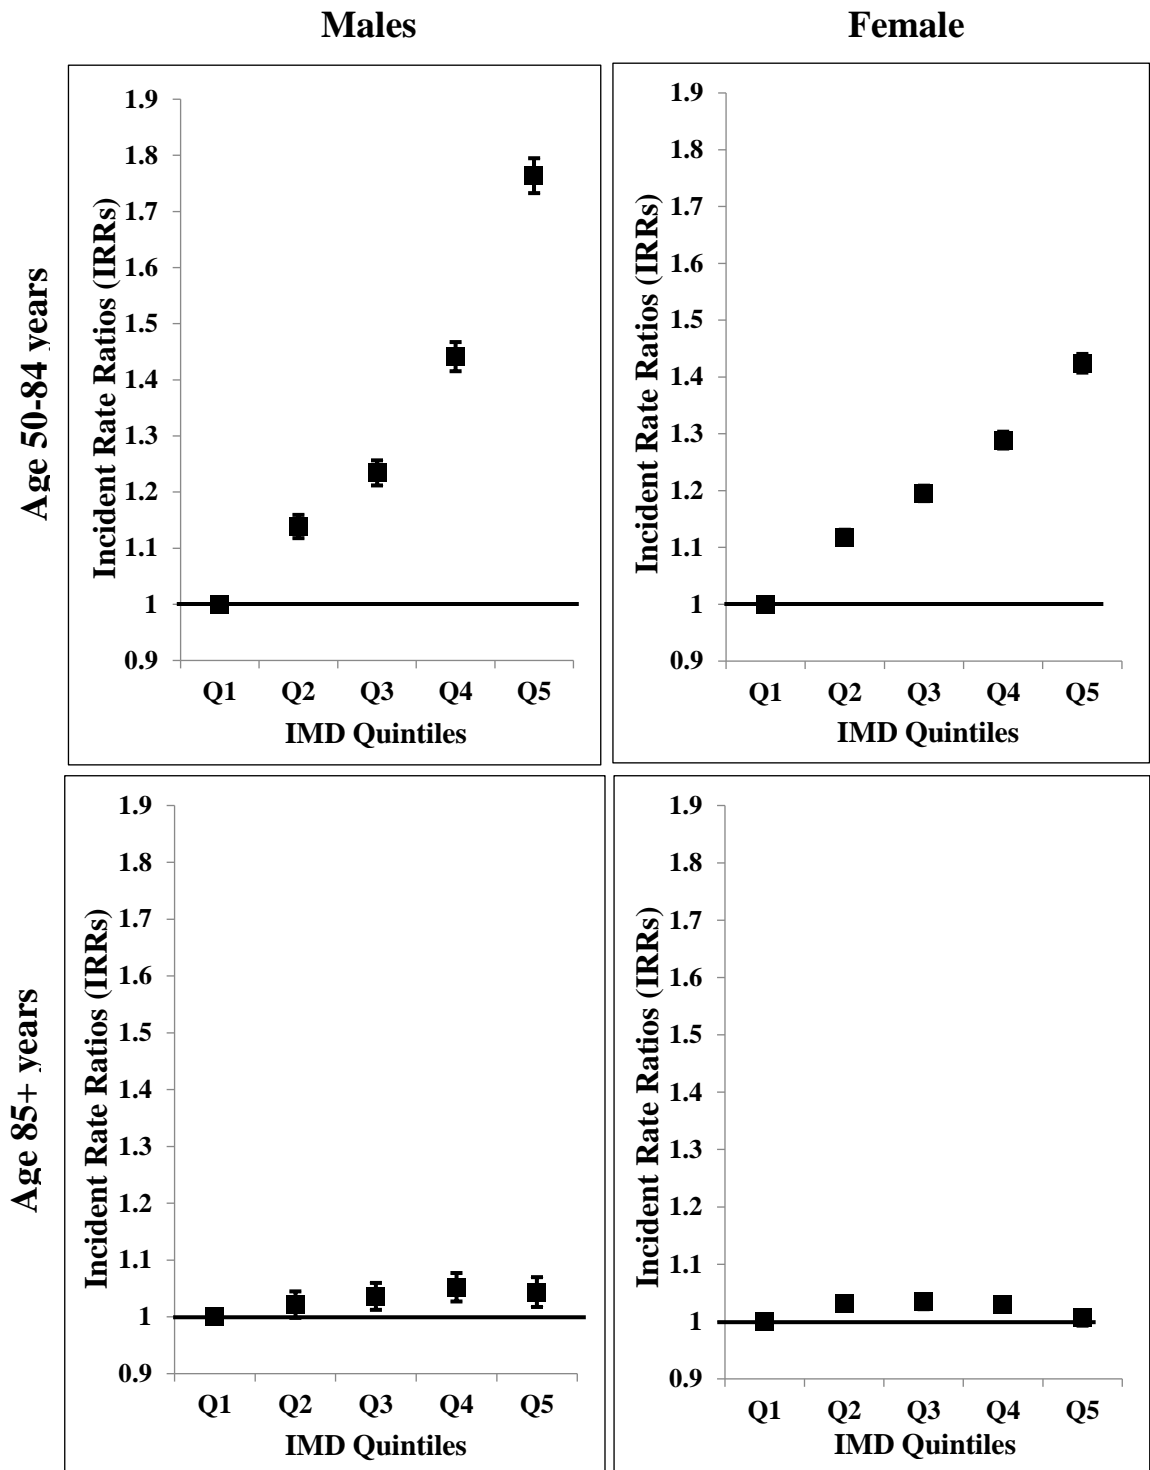 Males
Female
Age 50-84 years
Incident Rate Ratios (IRRs)
1.9
1.8
1.7
1.6
1.5
1.4
1.3
1.2
1.1
1
0.9
Q1 Q2 Q3 Q4 Q5
IMD Quintiles
Incident Rate Ratios (IRRs)
1.9
1.8
1.7
1.6
1.5
1.4
1.3
1.2
1.1
1
0.9
Q1 Q2 Q3 Q4 Q5
IMD Quintiles
Age 85+ years
Incident Rate Ratios (IRRs)
1.9
1.8
1.7
1.6
1.5
1.4
1.3
1.2
1.1
1
0.9
Q1 Q2 Q3 Q4 Q5
IMD Quintiles
Incident Rate Ratios (IRRs)
1.9
1.8
1.7
1.6
1.5
1.4
1.3
1.2
1.1
1
0.9
Q1 Q2 Q3 Q4 Q5
IMD Quintiles